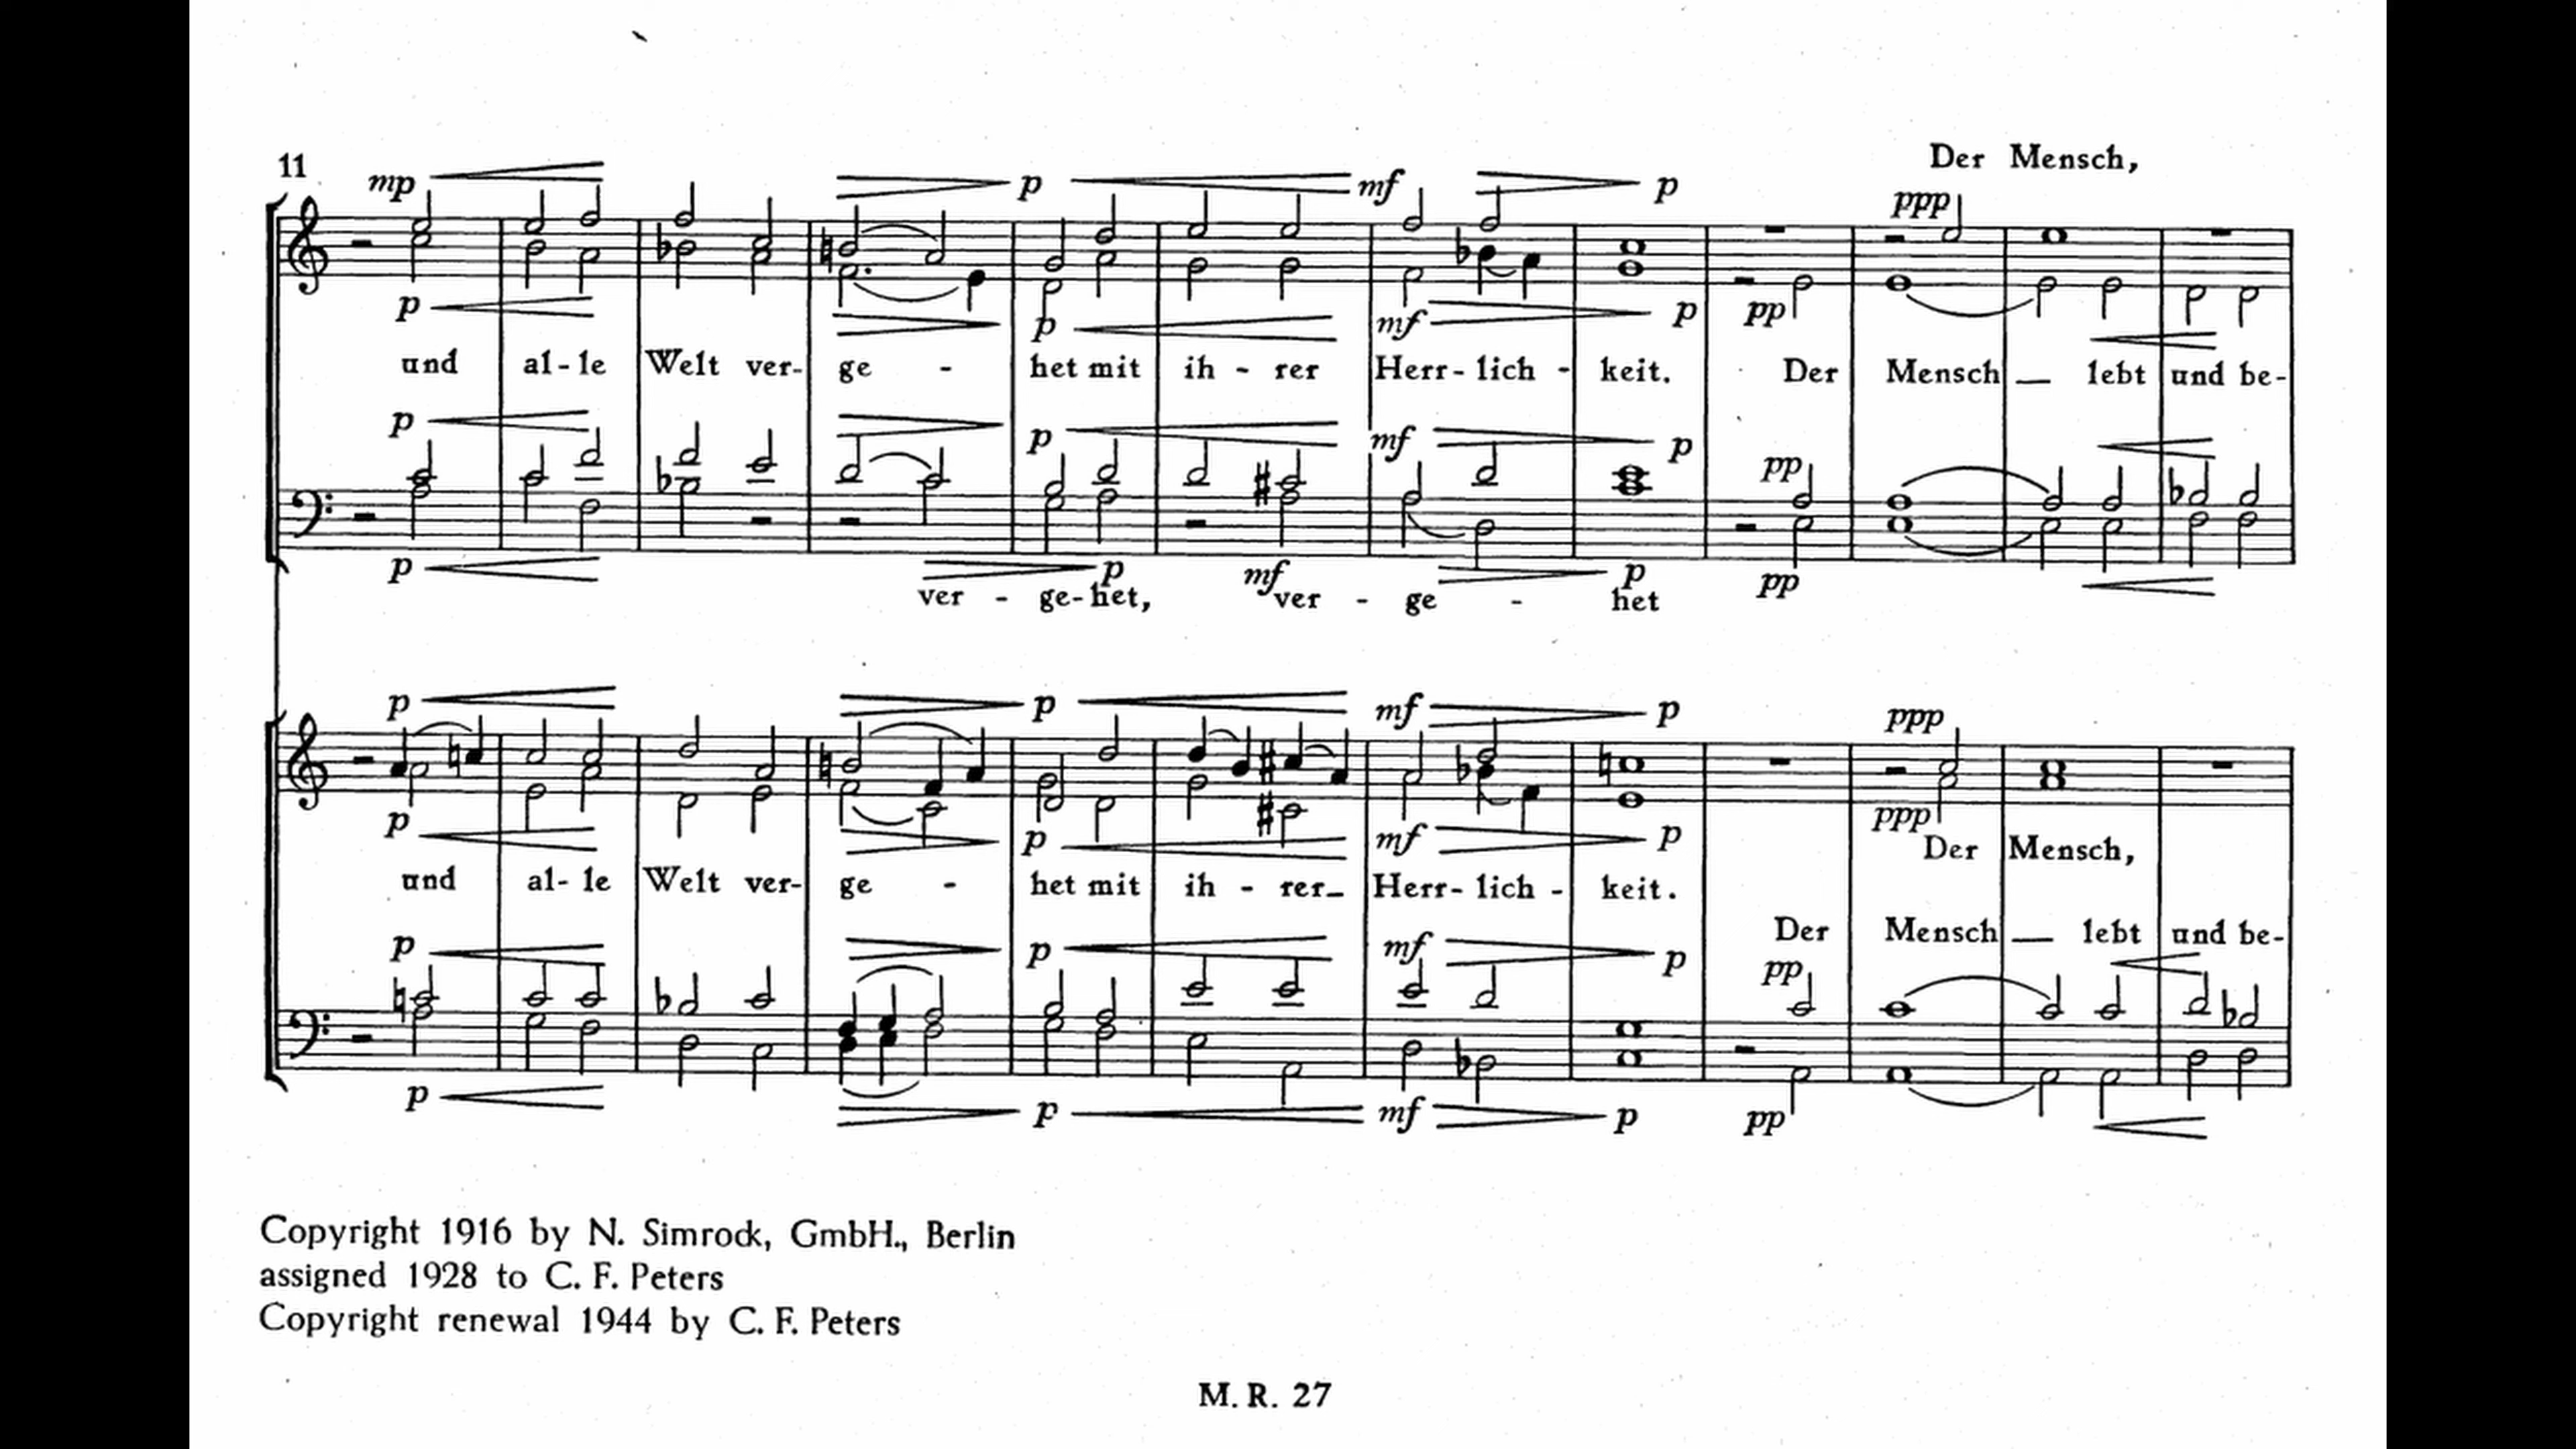 Der Mensch,
11
mp mf p
p p ppp
p p mf p pp
und al-le Welt ver- ge - het mit ih - rer Herr-lich - keit. Der Mensch — lebt und be-
p p mf p pp
p p mf p pp
ver - ge-het, ver - ge - het
p p mf p ppp
p p mf p ppp
Der Mensch,
und al-le Welt ver- ge - het mit ih - rer— Herr-lich - keit.
Der Mensch — lebt und be-
p p mf p pp
p p mf p pp
Copyright 1916 by N. Simrock, GmbH., Berlin
assigned 1928 to C. F. Peters
Copyright renewal 1944 by C. F. Peters
M. R. 27